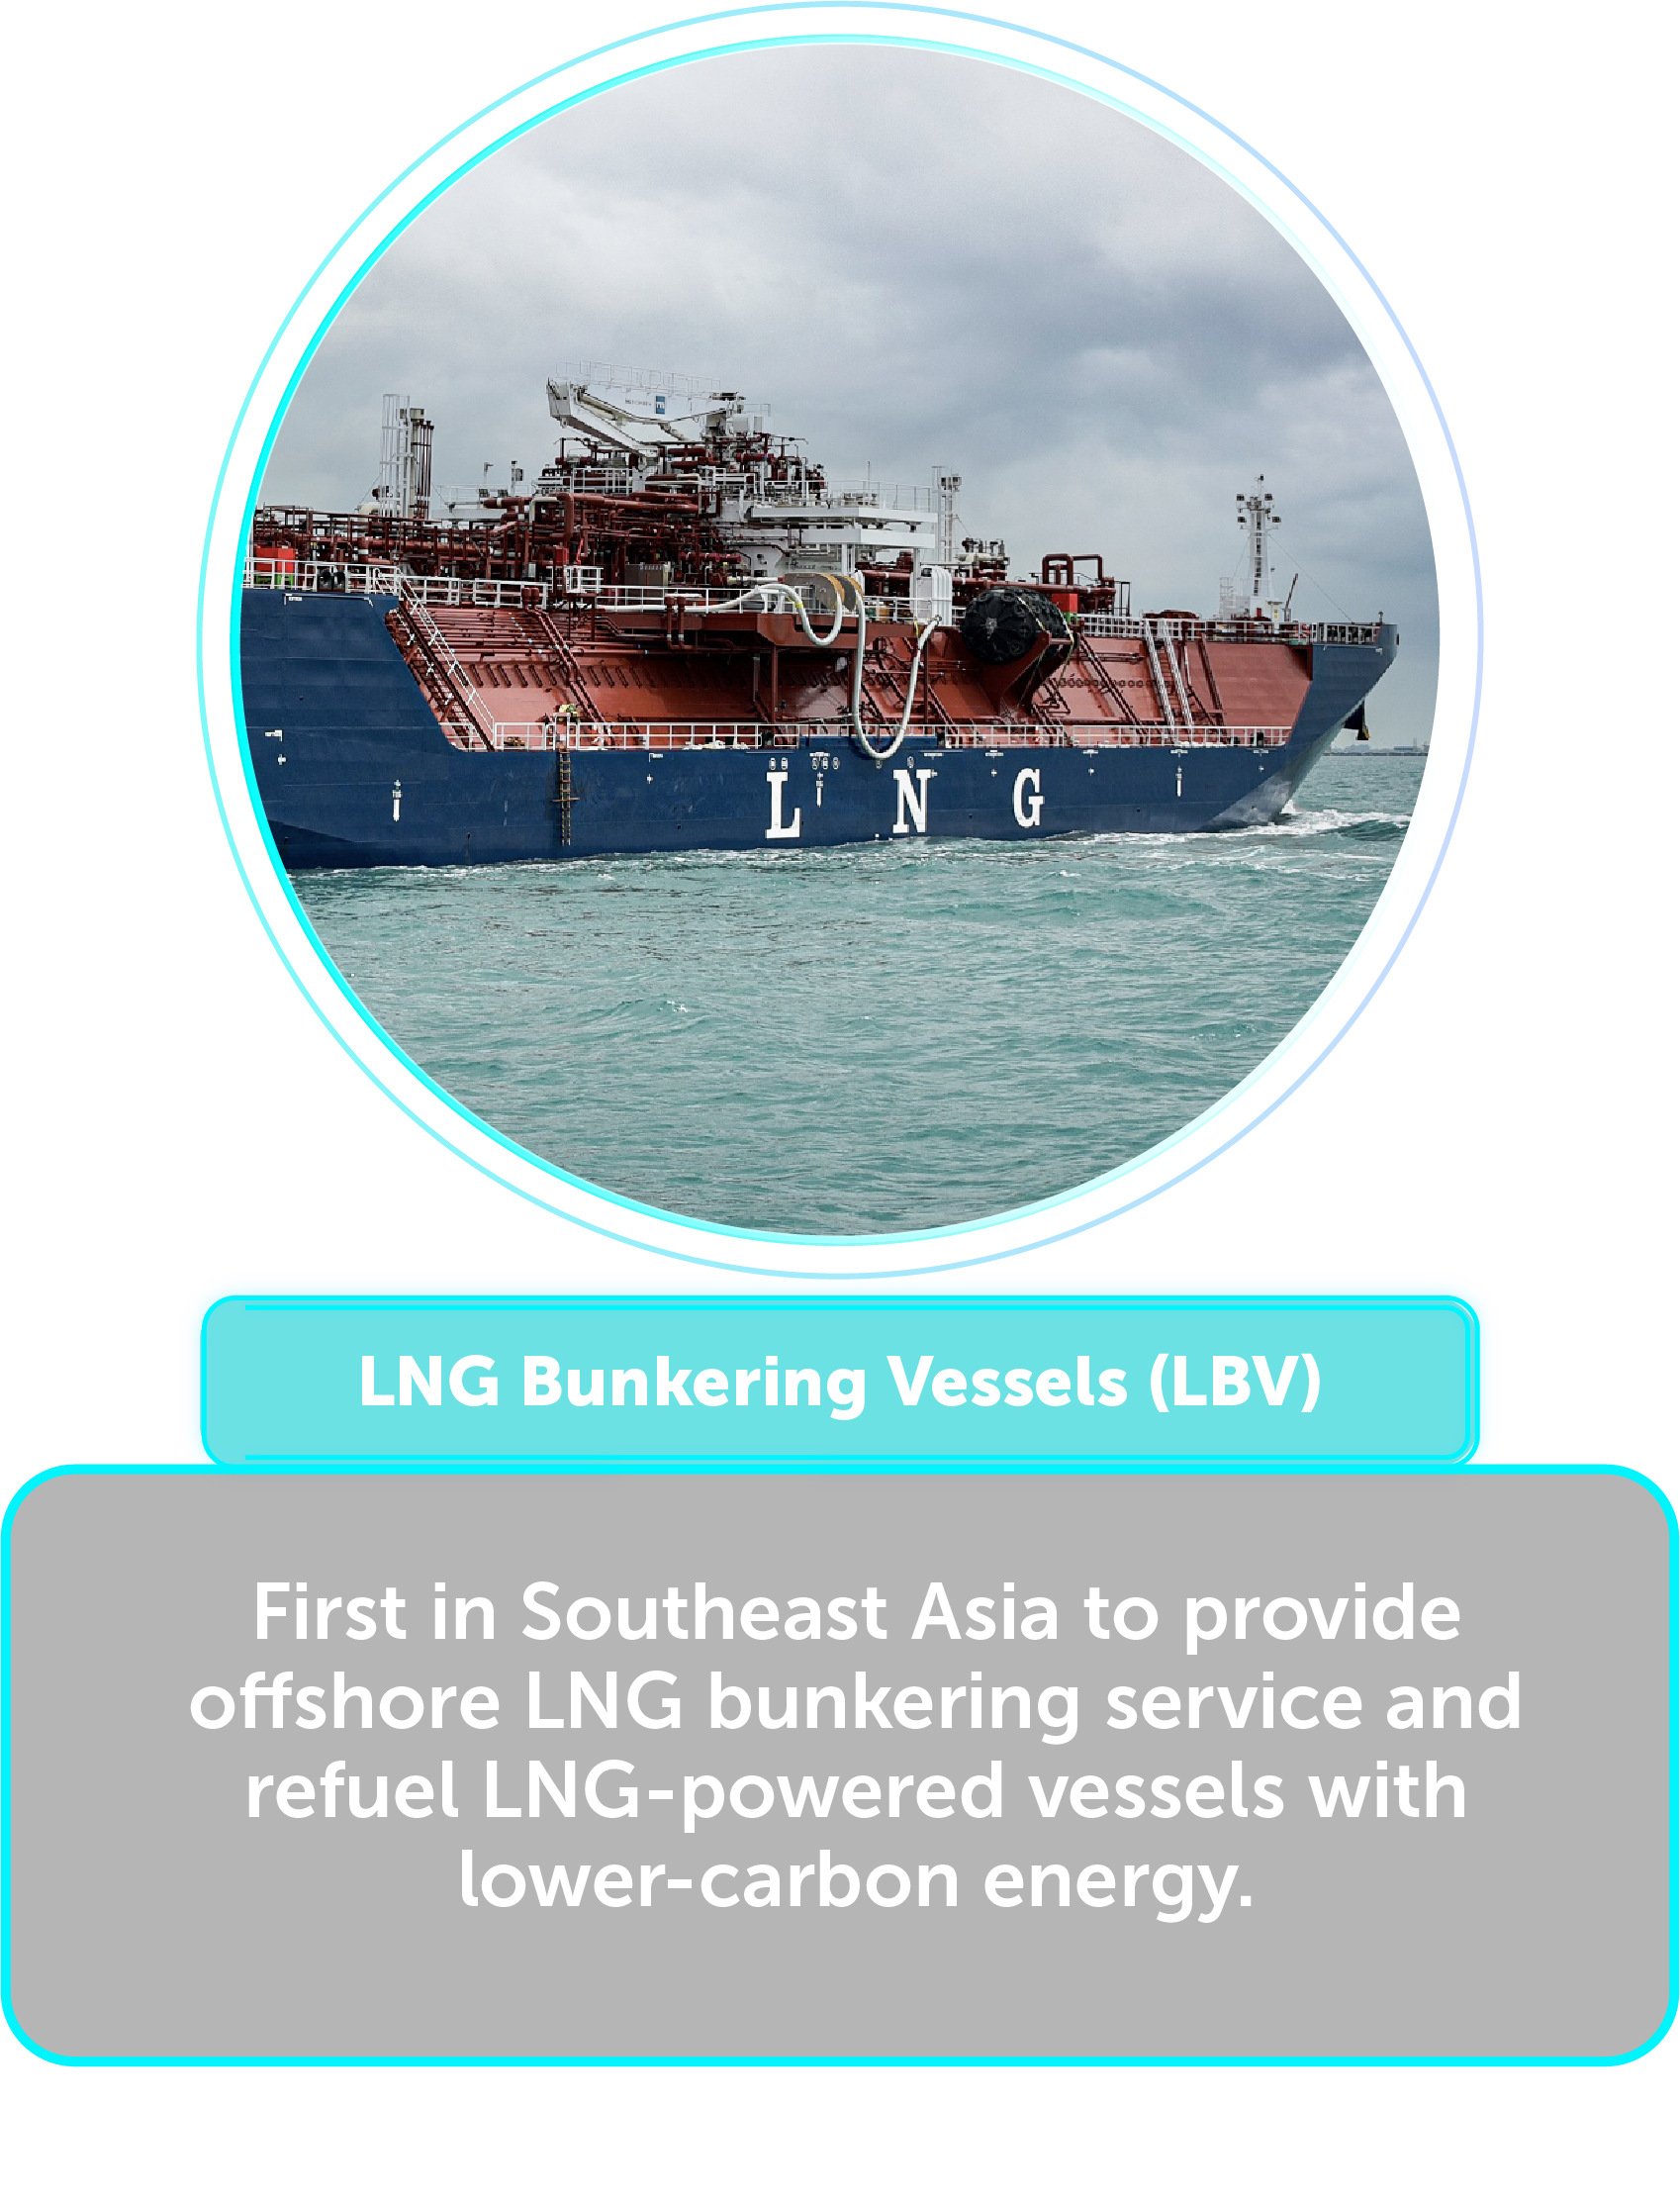 L N G
LNG Bunkering Vessels (LBV)
First in Southeast Asia to provide
offshore LNG bunkering service and
refuel LNG-powered vessels with
lower-carbon energy.